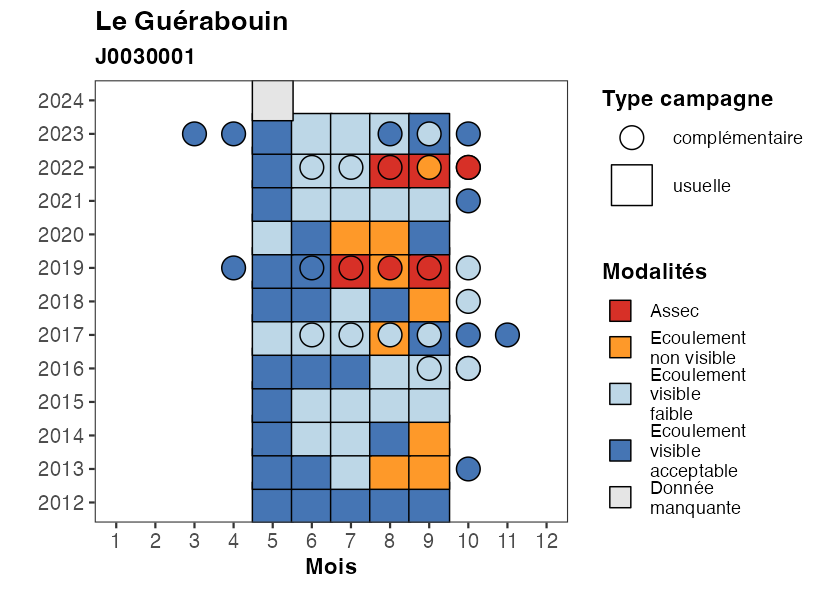 Le Guérabouin
J0030001
2024
2023
2022
2021
2020
2019
2018
2017
2016
2015
2014
2013
2012
1 2 3 4 5 6 7 8 9 10 11 12
Mois
Type campagne
complémentaire
usuelle
Modalités
Assec
Ecoulement
non visible
Ecoulement
visible
faible
Ecoulement
visible
acceptable
Donnée
manquante